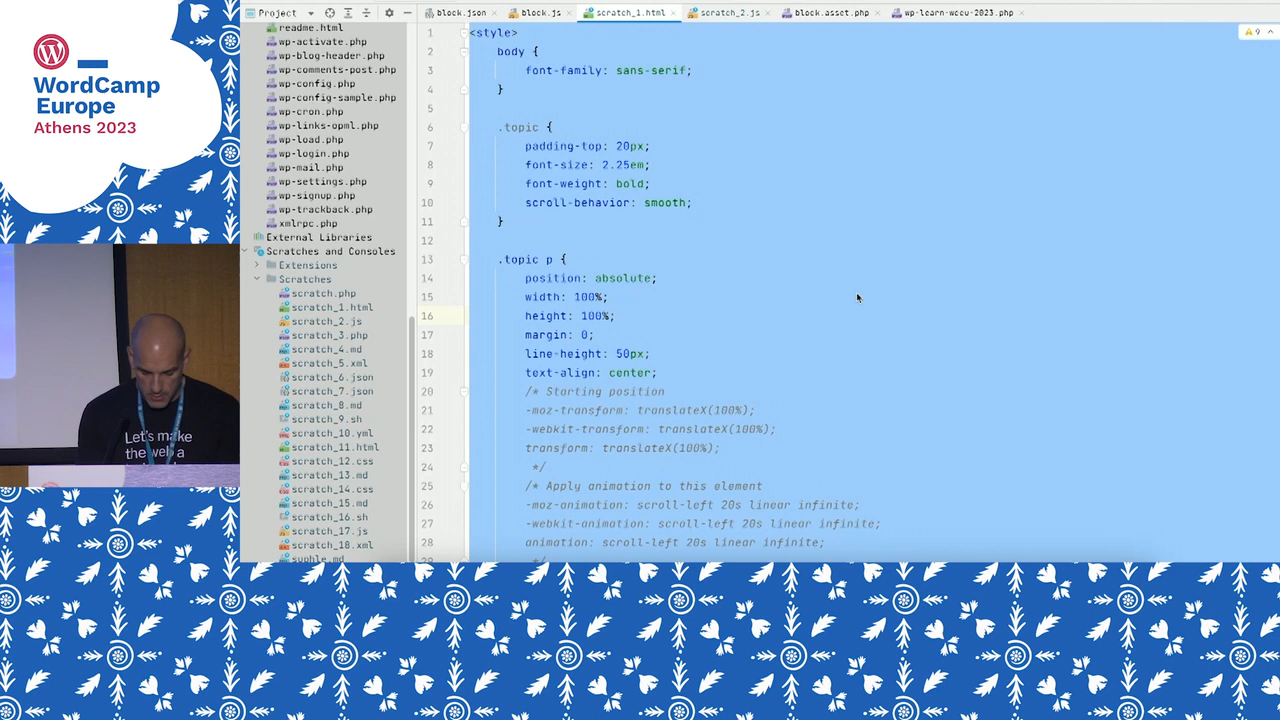 WordCamp
Europe
Athens 2023
Let's make
the web a
Project
readme.html
wp-activate.php
wp-blog-header.php
wp-comments-post.php
wp-config.php
wp-config-sample.php
wp-cron.php
wp-links-opml.php
wp-load.php
wp-login.php
wp-mail.php
wp-settings.php
wp-signup.php
wp-trackback.php
xmlrpc.php
External Libraries
Scratches and Consoles
Extensions
Scratches
scratch.php
scratch_1.html
scratch_2.js
scratch_3.php
scratch_4.md
scratch_5.xml
scratch_6.json
scratch_7.json
scratch_8.md
scratch_9.sh
scratch_10.yml
scratch_11.html
scratch_12.css
scratch_13.md
scratch_14.css
scratch_15.md
scratch_16.sh
scratch_17.js
scratch_18.xml
block.json × block.js × scratch_1.html × scratch_2.js × block.asset.php × wp-learn-wceu-2023.php ×
9
1 <style>
2 body {
3 font-family: sans-serif;
4 }
5
6 .topic {
7 padding-top: 20px;
8 font-size: 2.25em;
9 font-weight: bold;
10 scroll-behavior: smooth;
11 }
12
13 .topic p {
14 position: absolute;
15 width: 100%;
16 height: 100%;
17 margin: 0;
18 line-height: 50px;
19 text-align: center;
20 /* Starting position
21 -moz-transform: translateX(100%);
22 -webkit-transform: translateX(100%);
23 transform: translateX(100%);
24 */
25 /* Apply animation to this element
26 -moz-animation: scroll-left 20s linear infinite;
27 -webkit-animation: scroll-left 20s linear infinite;
28 animation: scroll-left 20s linear infinite;